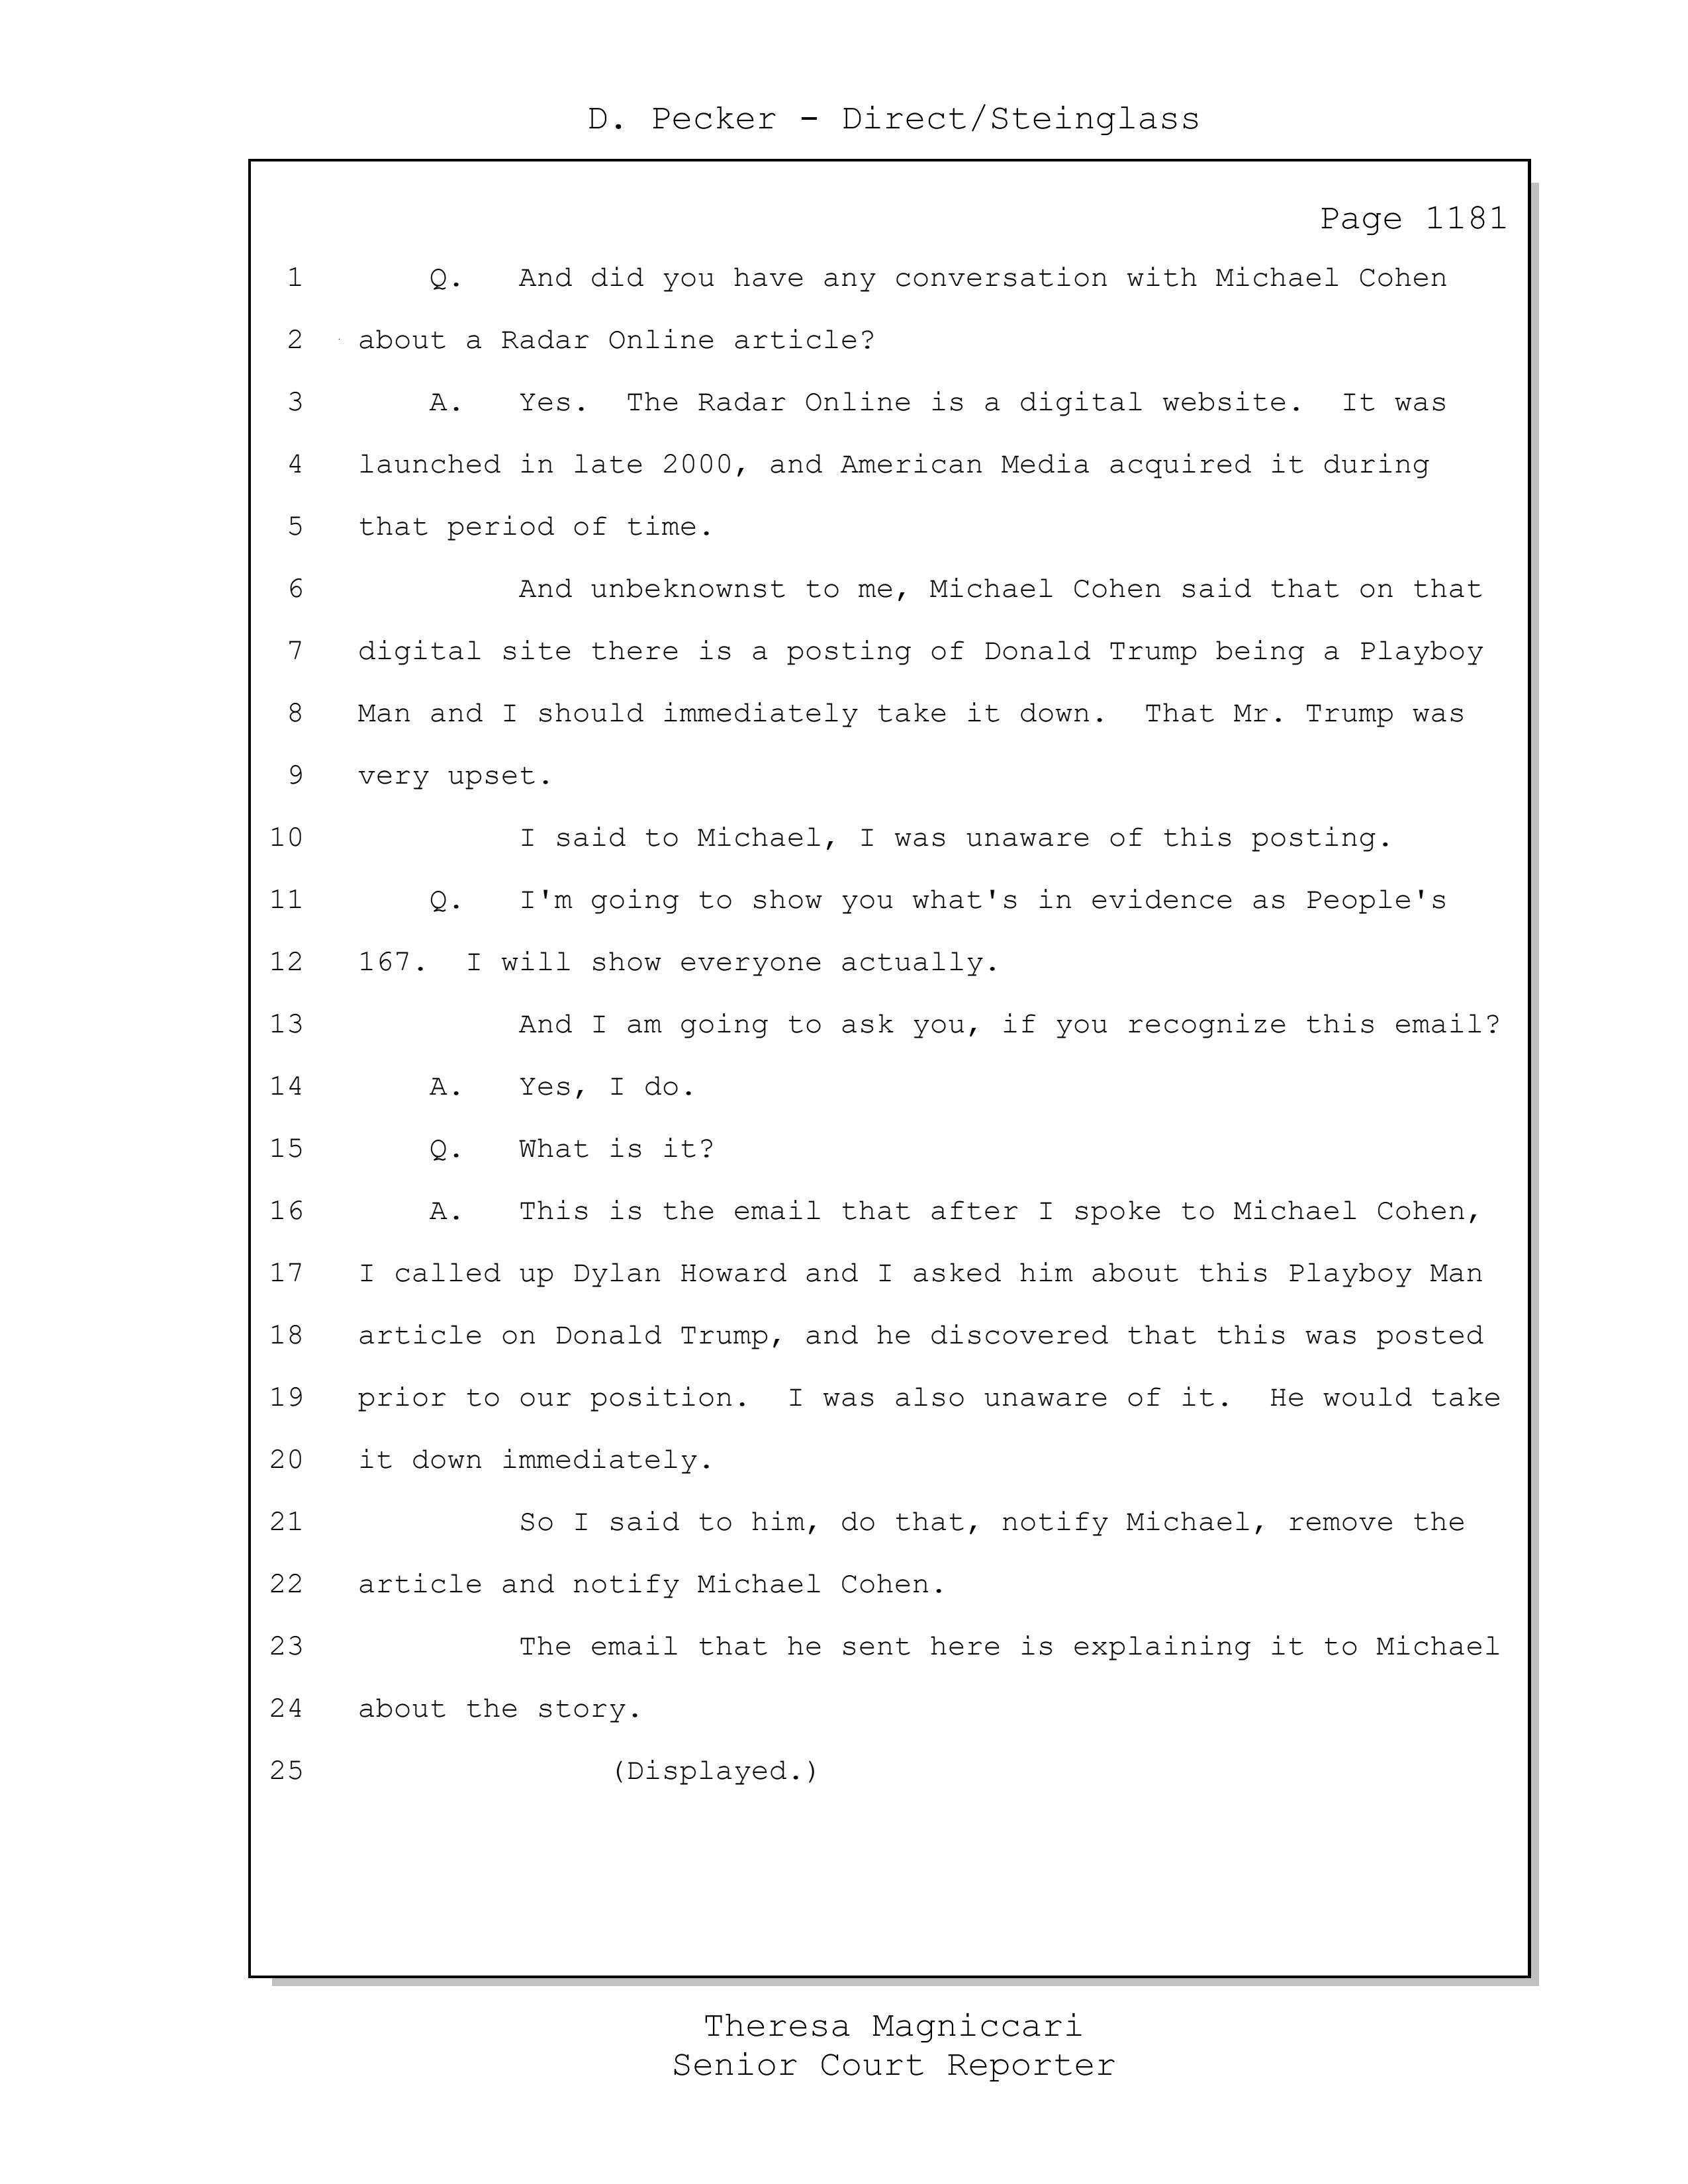 D. Pecker - Direct/Steinglass
Page 1181
1 Q. And did you have any conversation with Michael Cohen
2 about a Radar Online article?
3 A. Yes. The Radar Online is a digital website. It was
4 launched in late 2000, and American Media acquired it during
5 that period of time.
6 And unbeknownst to me, Michael Cohen said that on that
7 digital site there is a posting of Donald Trump being a Playboy
8 Man and I should immediately take it down. That Mr. Trump was
9 very upset.
10 I said to Michael, I was unaware of this posting.
11 Q. I'm going to show you what's in evidence as People's
12 167. I will show everyone actually.
13 And I am going to ask you, if you recognize this email?
14 A. Yes, I do.
15 Q. What is it?
16 A. This is the email that after I spoke to Michael Cohen,
17 I called up Dylan Howard and I asked him about this Playboy Man
18 article on Donald Trump, and he discovered that this was posted
19 prior to our position. I was also unaware of it. He would take
20 it down immediately.
21 So I said to him, do that, notify Michael, remove the
22 article and notify Michael Cohen.
23 The email that he sent here is explaining it to Michael
24 about the story.
25 (Displayed.)
Theresa Magniccari
Senior Court Reporter